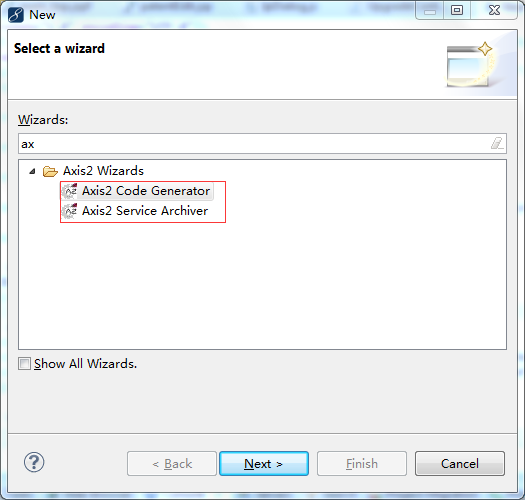 New
Select a wizard
Wizards:
ax
Axis2 Wizards
Axis2 Code Generator
Axis2 Service Archiver
Show All Wizards.
?
< Back
Next >
Finish
Cancel